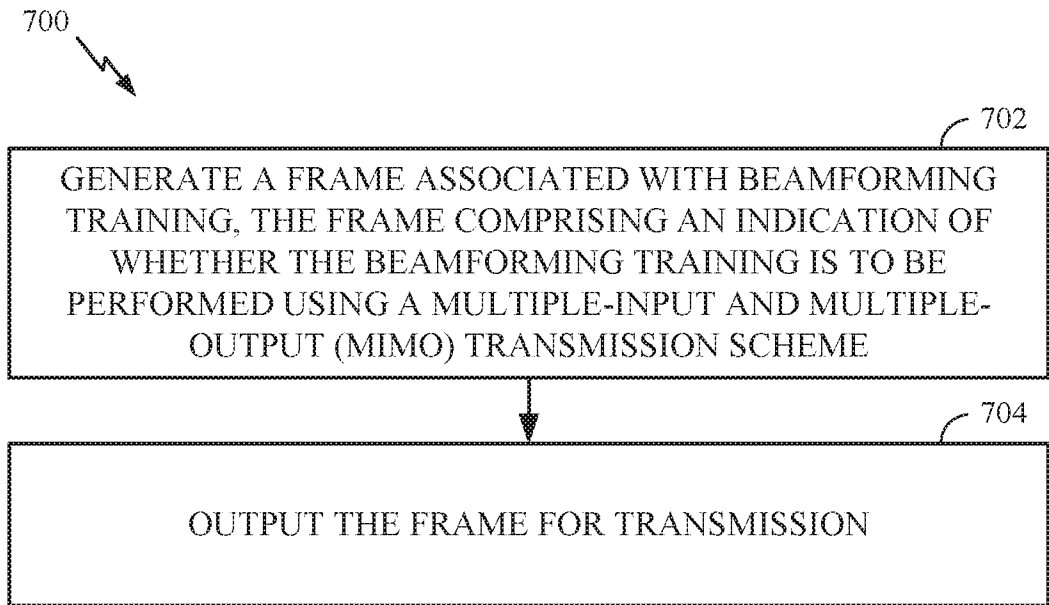 700
702
GENERATE A FRAME ASSOCIATED WITH BEAMFORMING
TRAINING, THE FRAME COMPRISING AN INDICATION OF
WHETHER THE BEAMFORMING TRAINING IS TO BE
PERFORMED USING A MULTIPLE-INPUT AND MULTIPLE-
OUTPUT (MIMO) TRANSMISSION SCHEME
704
OUTPUT THE FRAME FOR TRANSMISSION